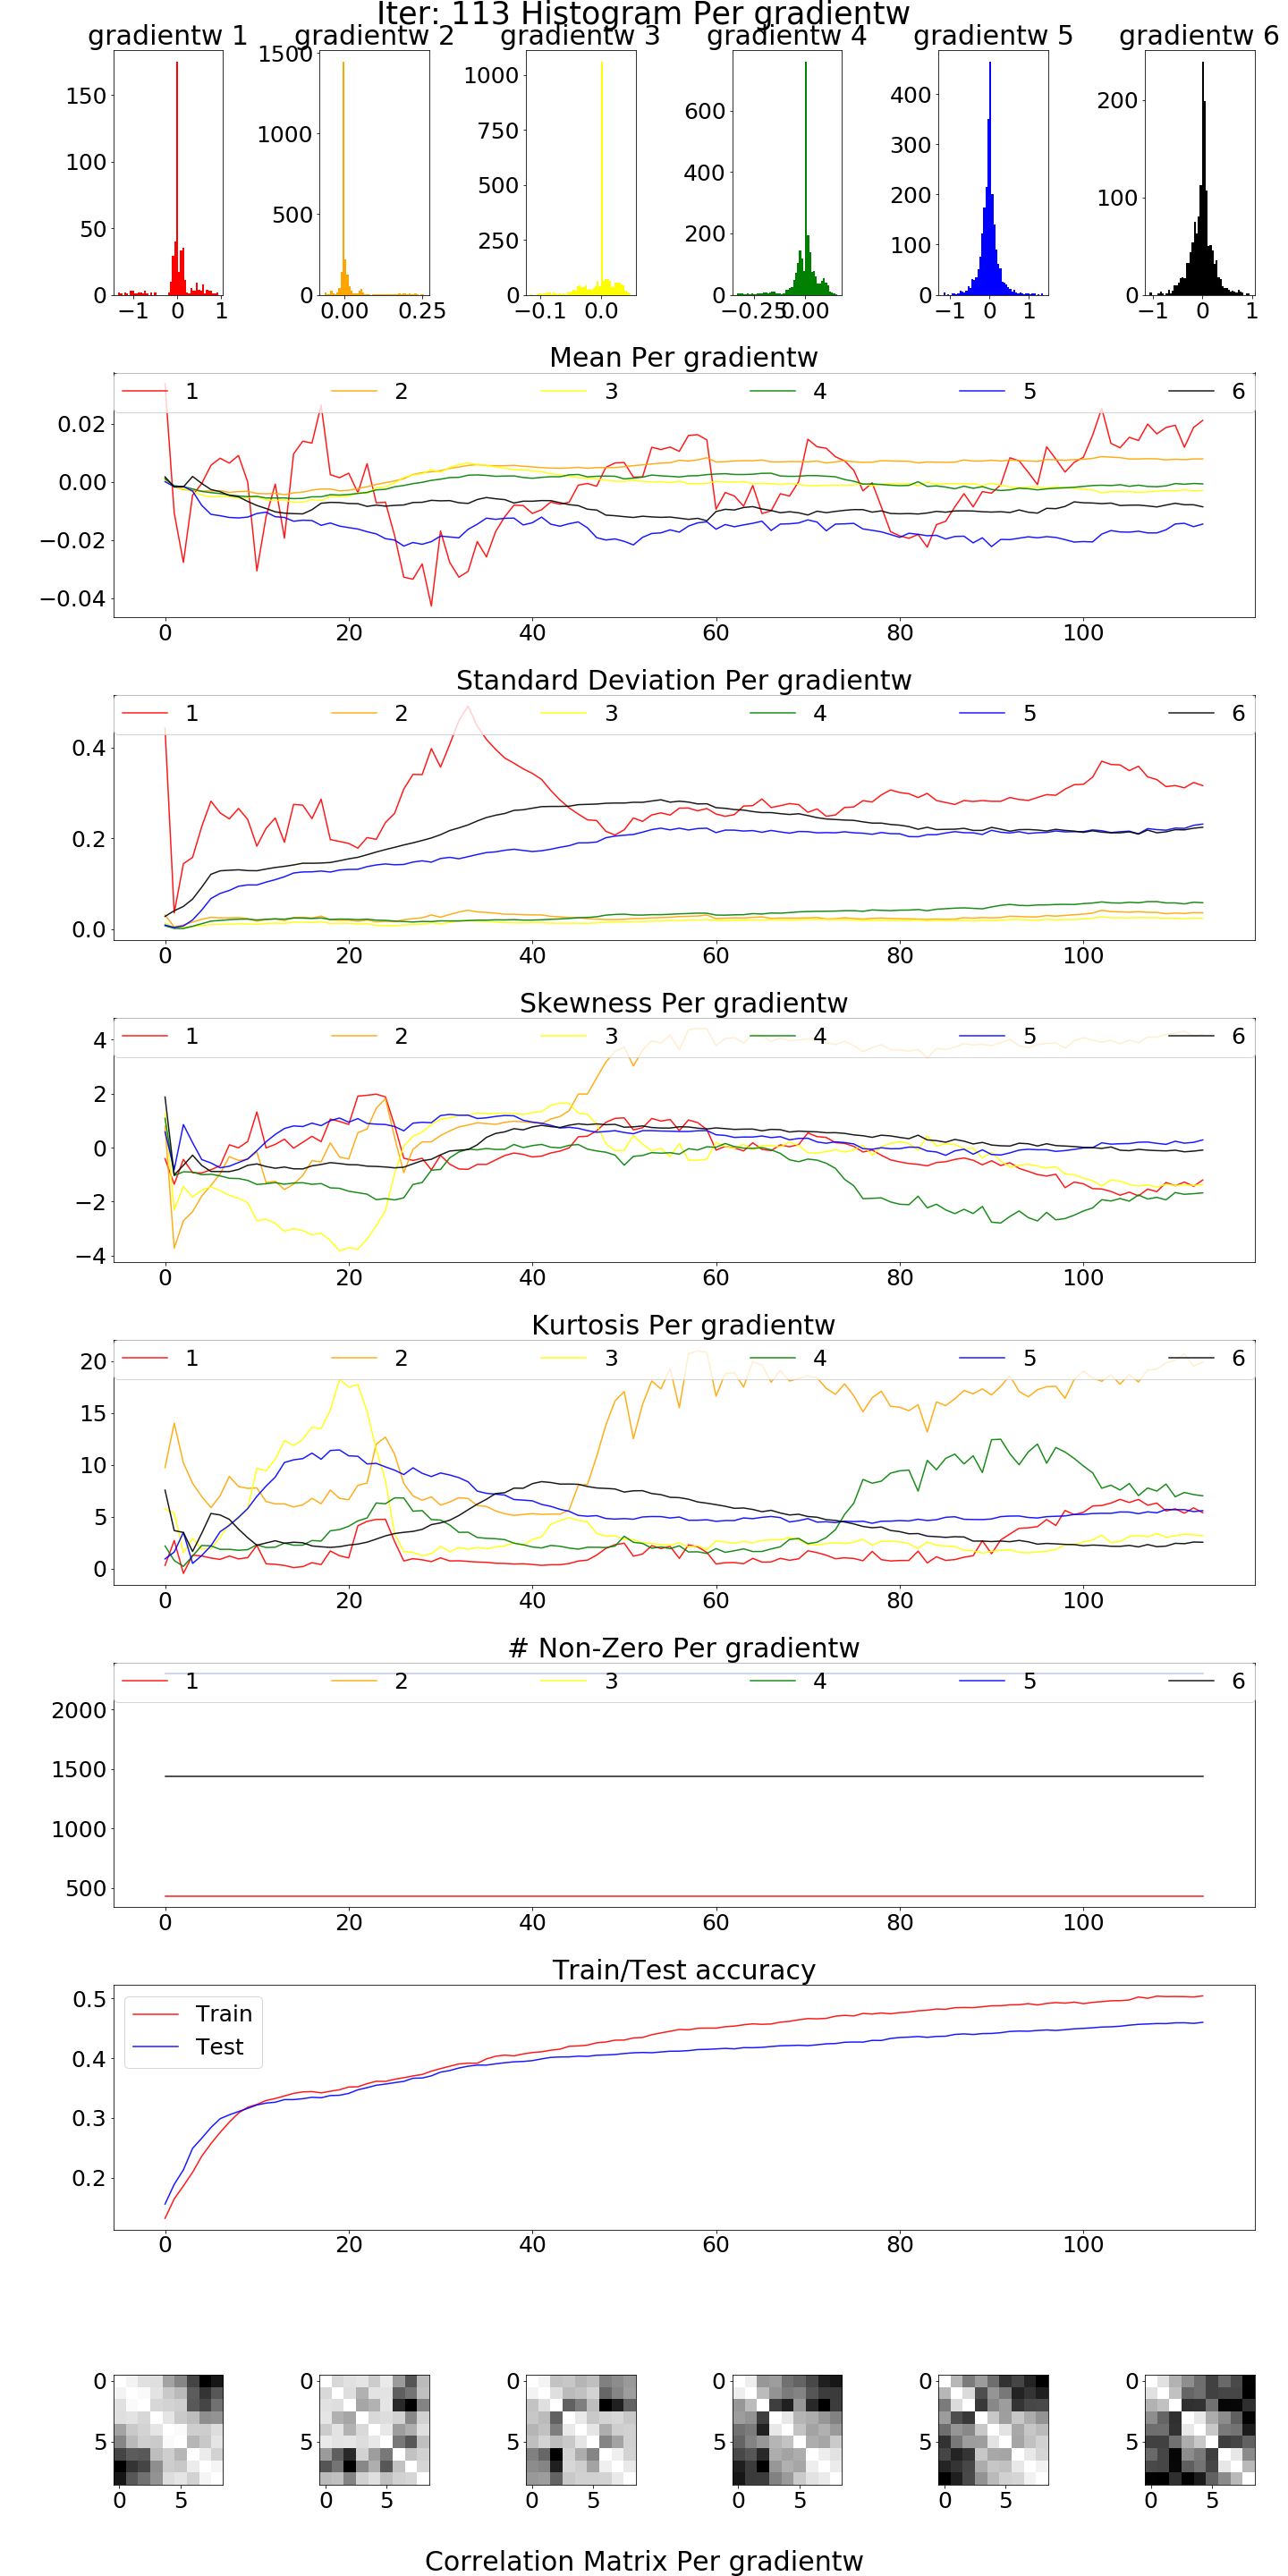 Iter: 113 Histogram Per gradientw
gradientw 1 gradientw 2 gradientw 3 gradientw 4 gradientw 5 gradientw 6
150
100
50
0
−1 0 1
1500
1000
500
0
0.00 0.25
1000
750
500
250
0
−0.1 0.0
600
400
200
0
−0.25 0.00
400
300
200
100
0
−1 0 1
200
100
0
−1 0 1
Mean Per gradientw
1 2 3 4 5 6
0.02
0.00
−0.02
−0.04
0 20 40 60 80 100
Standard Deviation Per gradientw
1 2 3 4 5 6
0.4
0.2
0.0
0 20 40 60 80 100
Skewness Per gradientw
1 2 3 4 5 6
4
2
0
−2
−4
0 20 40 60 80 100
Kurtosis Per gradientw
1 2 3 4 5 6
20
15
10
5
0
0 20 40 60 80 100
# Non-Zero Per gradientw
1 2 3 4 5 6
2000
1500
1000
500
0 20 40 60 80 100
Train/Test accuracy
Train
Test
0.5
0.4
0.3
0.2
0 20 40 60 80 100
0 0 0 0 0 0
5 5 5 5 5 5
0 5 0 5 0 5 0 5 0 5 0 5
Correlation Matrix Per gradientw